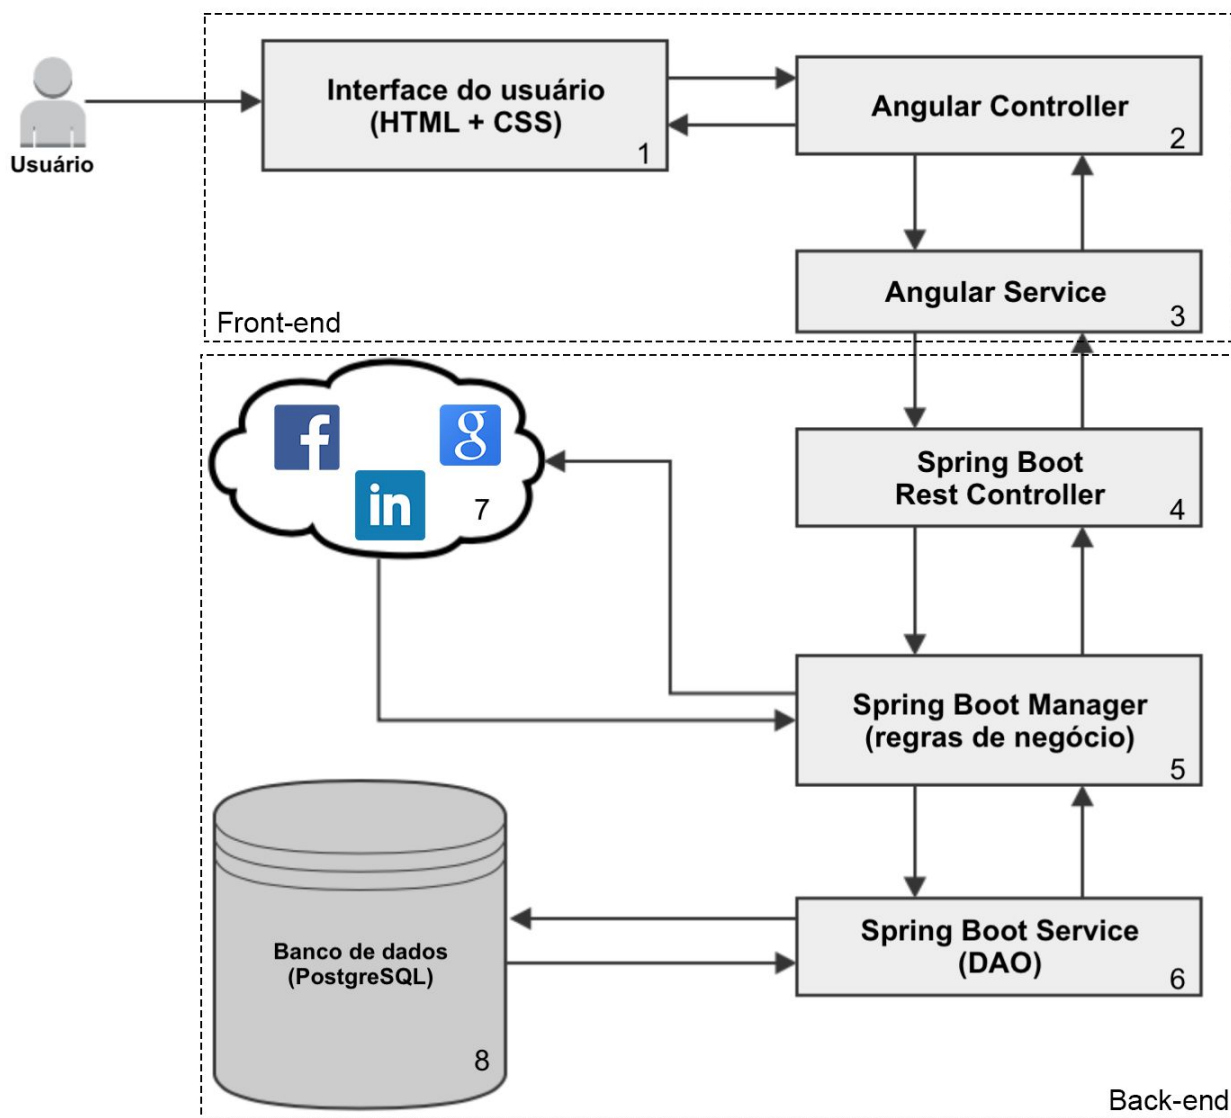 Interface do usuário
(HTML + CSS)
1
Angular Controller
2
Usuário
Angular Service
3
Front-end
f
g
in
7
Spring Boot
Rest Controller
4
Spring Boot Manager
(regras de negócio)
5
Banco de dados
(PostgreSQL)
8
Spring Boot Service
(DAO)
6
Back-end